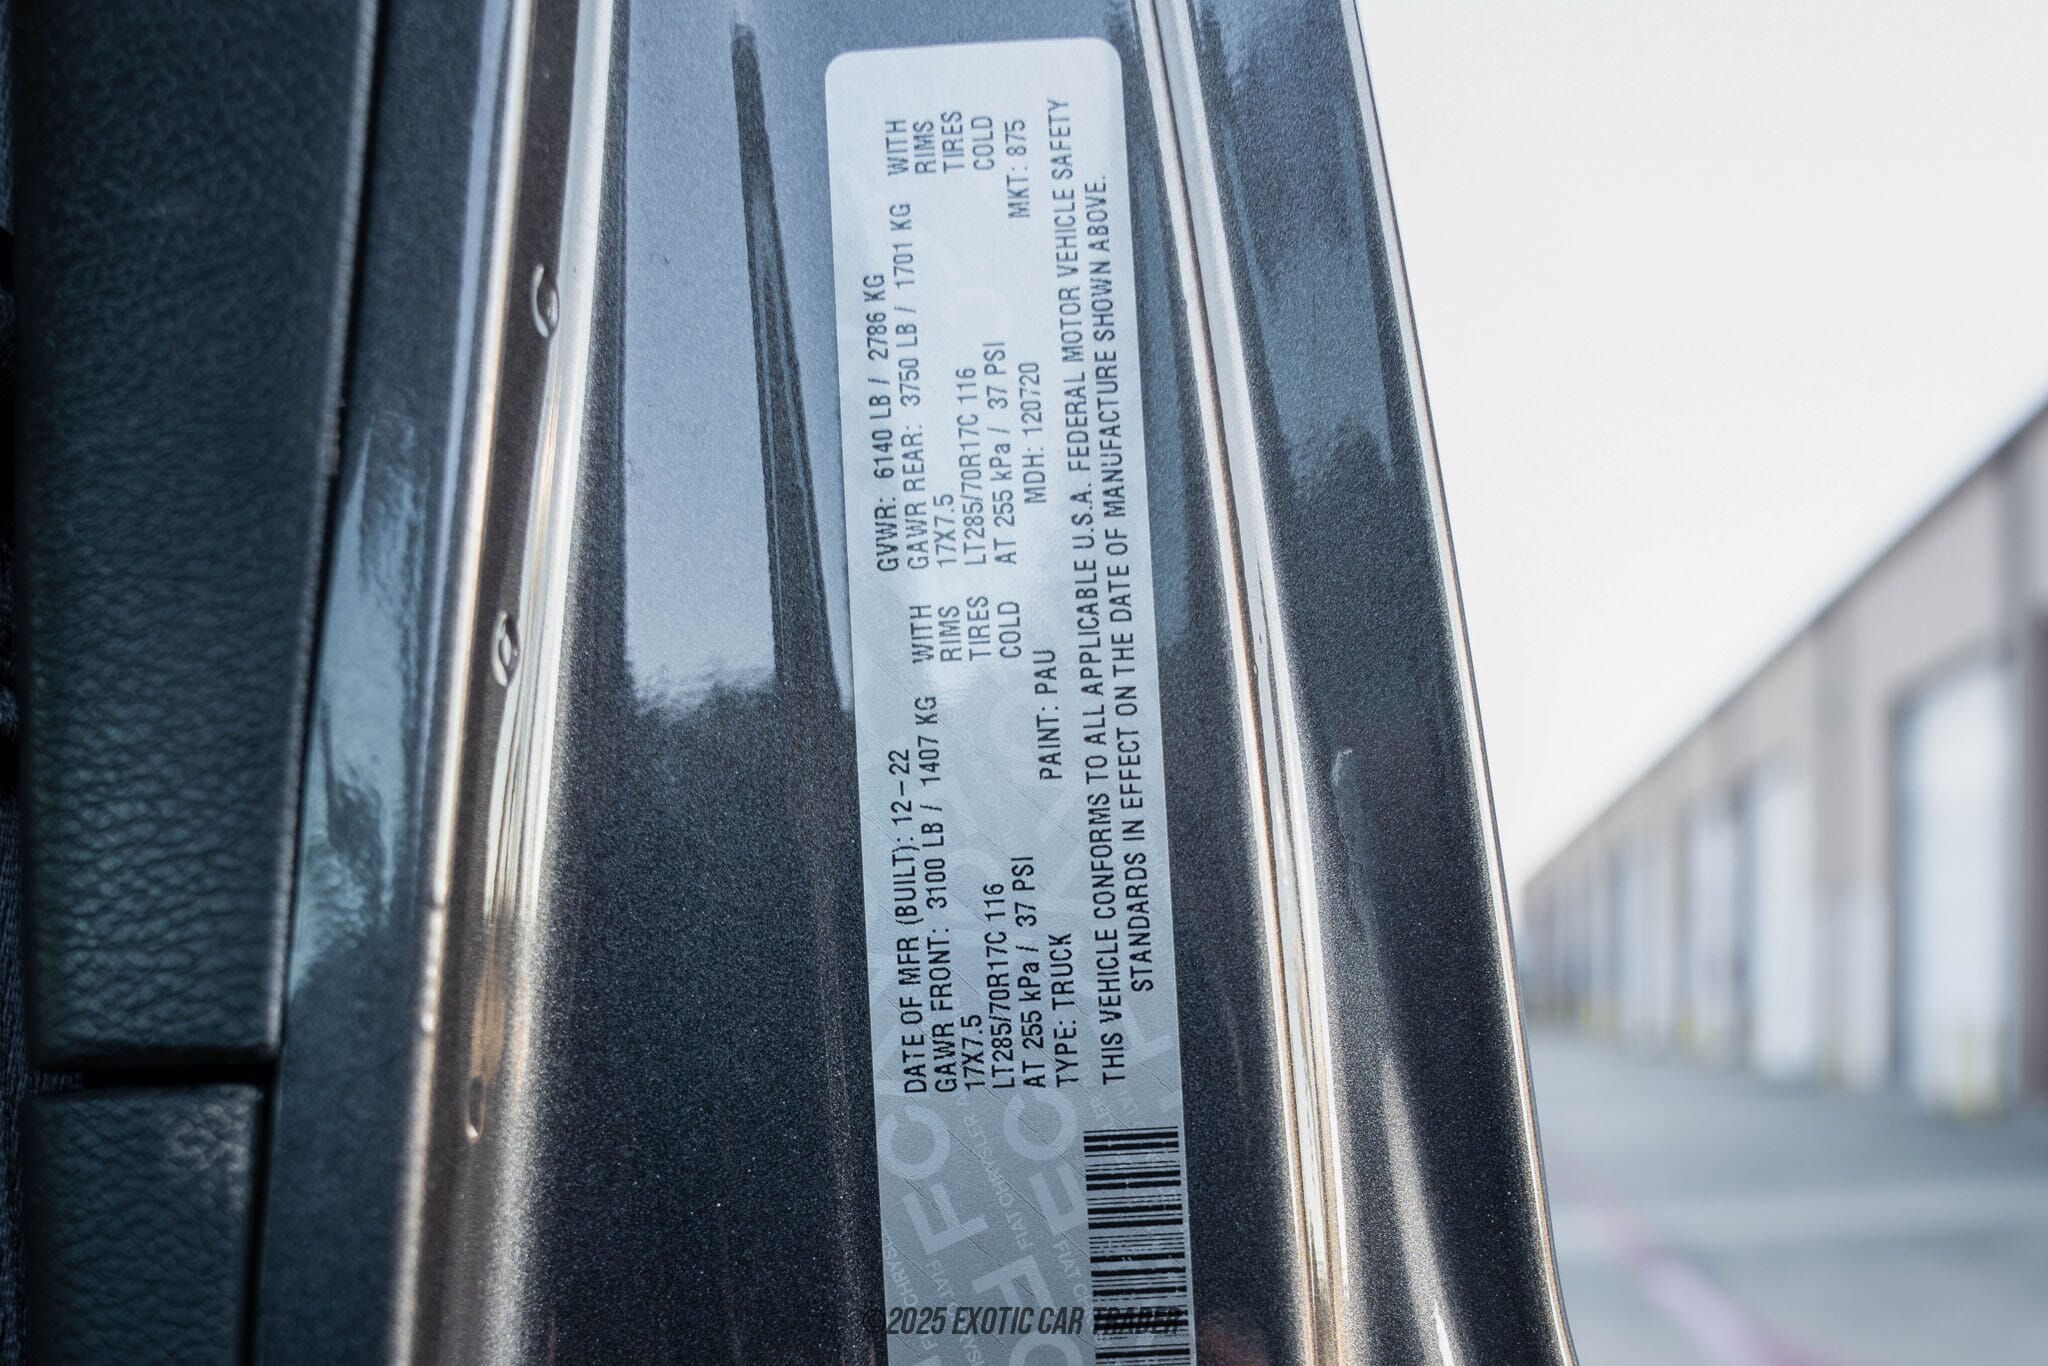 DATE OF MFR (BUILT): 12-22 GVWR: 6140 LB / 2786 KG
GAWR FRONT: 3100 LB / 1407 KG WITH GAWR REAR: 3750 LB / 1701 KG WITH
17X7.5 RIMS 17X7.5 RIMS
LT285/70R17C 116 TIRES LT285/70R17C 116 TIRES
AT 255 kPa / 37 PSI COLD AT 255 kPa / 37 PSI COLD
TYPE: TRUCK PAINT: PAU MDH: 120720 MKT: 875
THIS VEHICLE CONFORMS TO ALL APPLICABLE U.S.A. FEDERAL MOTOR VEHICLE SAFETY
STANDARDS IN EFFECT ON THE DATE OF MANUFACTURE SHOWN ABOVE.
©2025 EXOTIC CAR TRADER